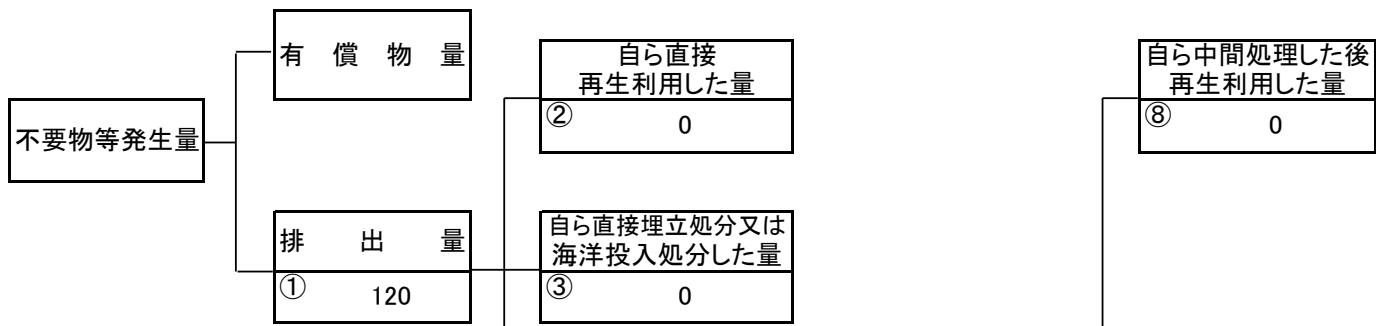 有償物量
自ら直接
再生利用した量
② 0
自ら中間処理した後
再生利用した量
⑧ 0
不要物等発生量
排出量
① 120
自ら直接埋立処分又は
海洋投入処分した量
③ 0